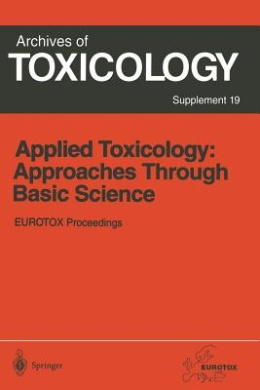 Archives of
TOXICOLOGY
Supplement 19
Applied Toxicology:
Approaches Through
Basic Science
EUROTOX Proceedings
Springer
EUROTOX